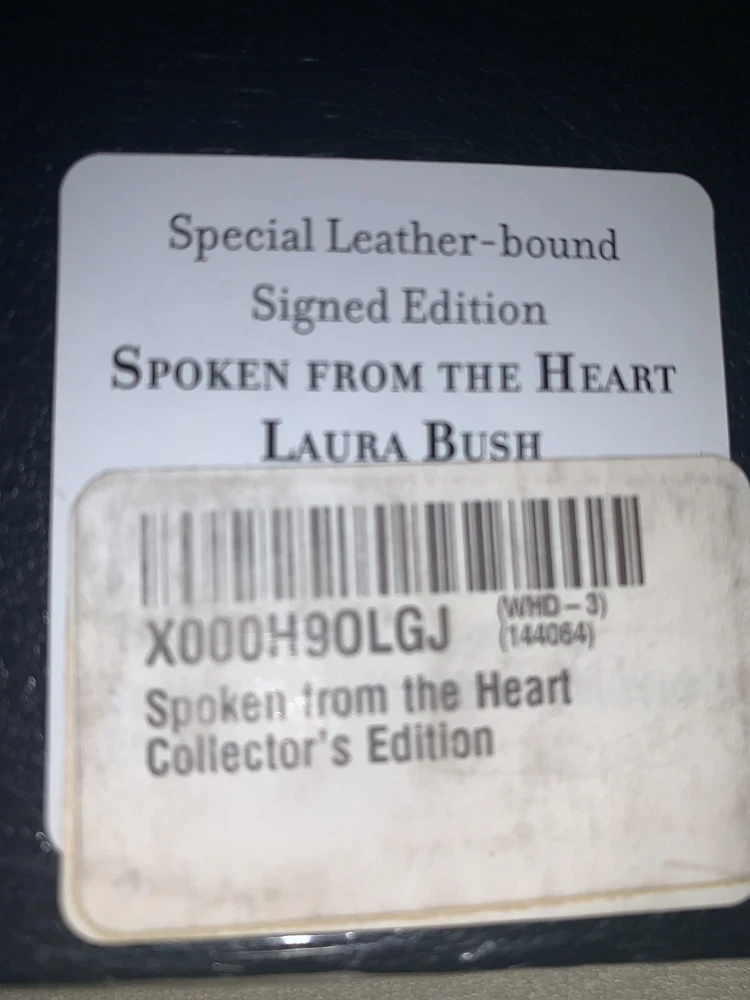 Special Leather-bound
Signed Edition
SPOKEN FROM THE HEART
LAURA BUSH
X000H9OLGJ
(WHD-3)
(144064)
Spoken from the Heart
Collector's Edition